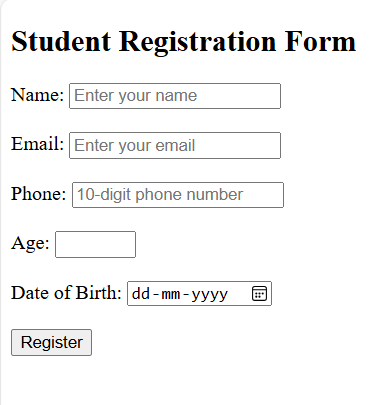 Student Registration Form
Name: Enter your name
Email: Enter your email
Phone: 10-digit phone number
Age:
Date of Birth: dd-mm-yyyy
Register